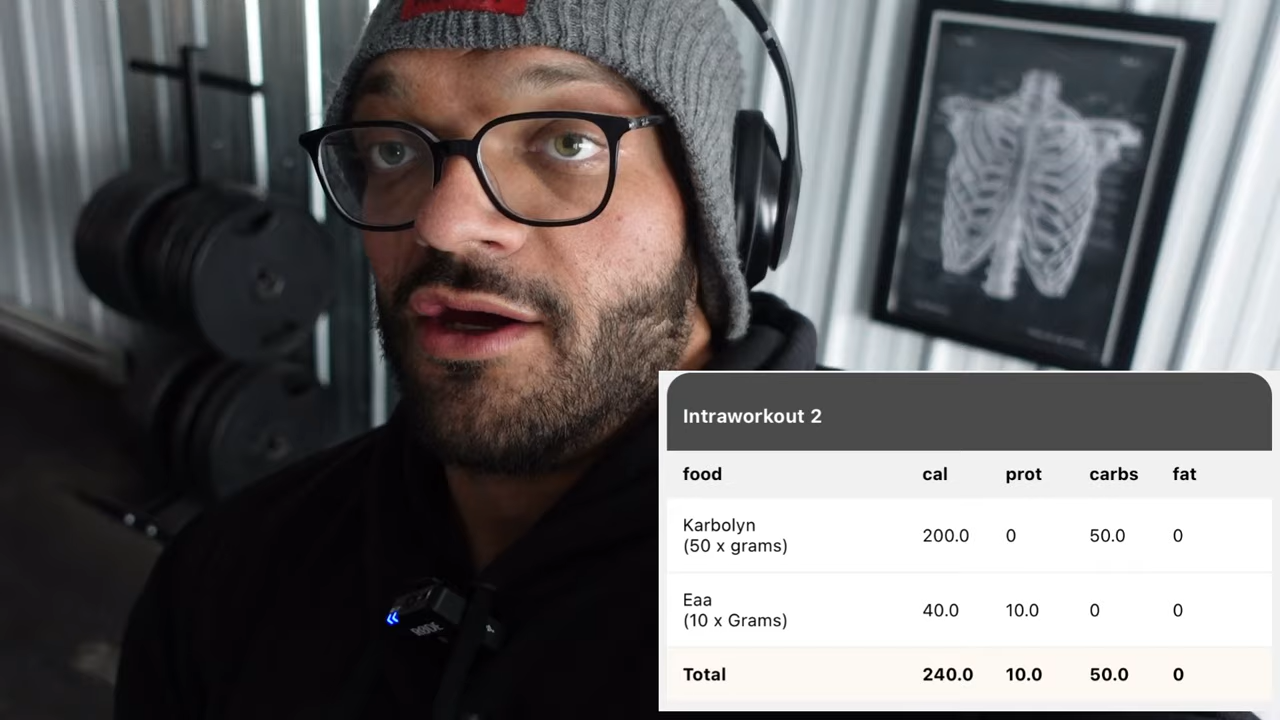 RØDE
Intraworkout 2
food cal prot carbs fat
Karbolyn
(50 x grams) 200.0 0 50.0 0
Eaa
(10 x Grams) 40.0 10.0 0 0
Total 240.0 10.0 50.0 0